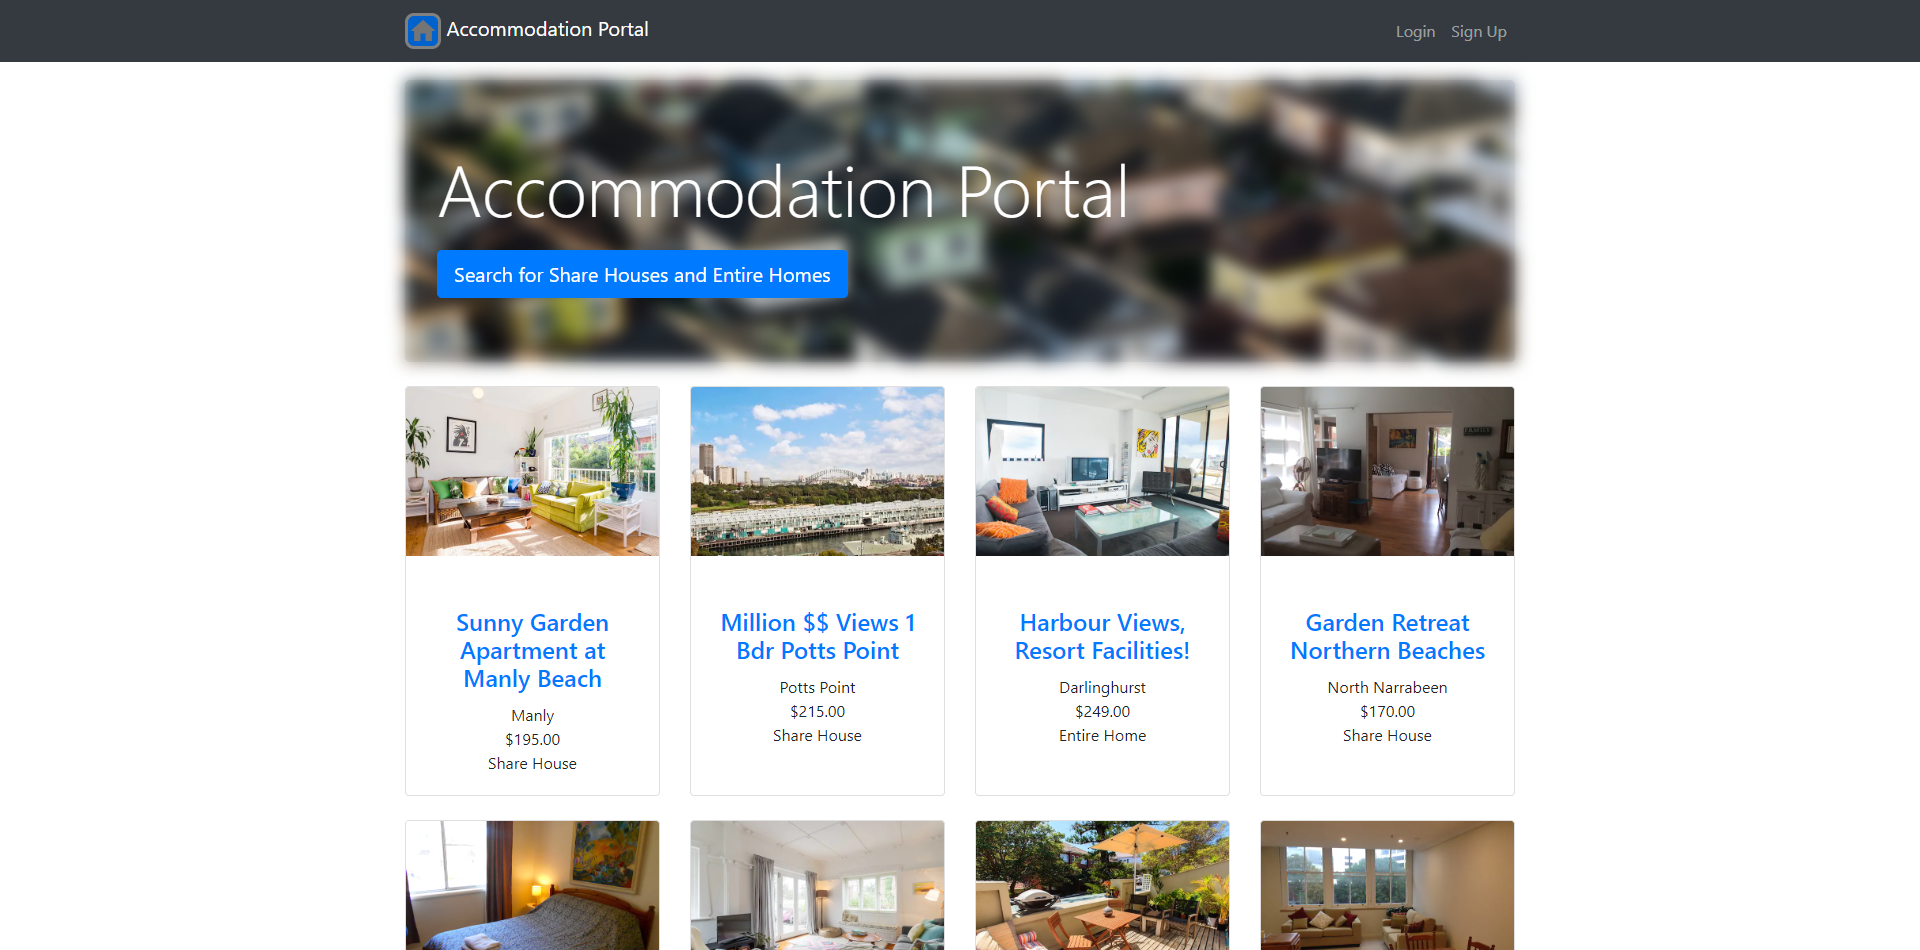 Accommodation Portal
Login
Sign Up
Accommodation Portal
Search for Share Houses and Entire Homes
Sunny Garden
Apartment at
Manly Beach
Manly
$195.00
Share House
Million $$ Views 1
Bdr Potts Point
Potts Point
$215.00
Share House
Harbour Views,
Resort Facilities!
Darlinghurst
$249.00
Entire Home
Garden Retreat
Northern Beaches
North Narrabeen
$170.00
Share House